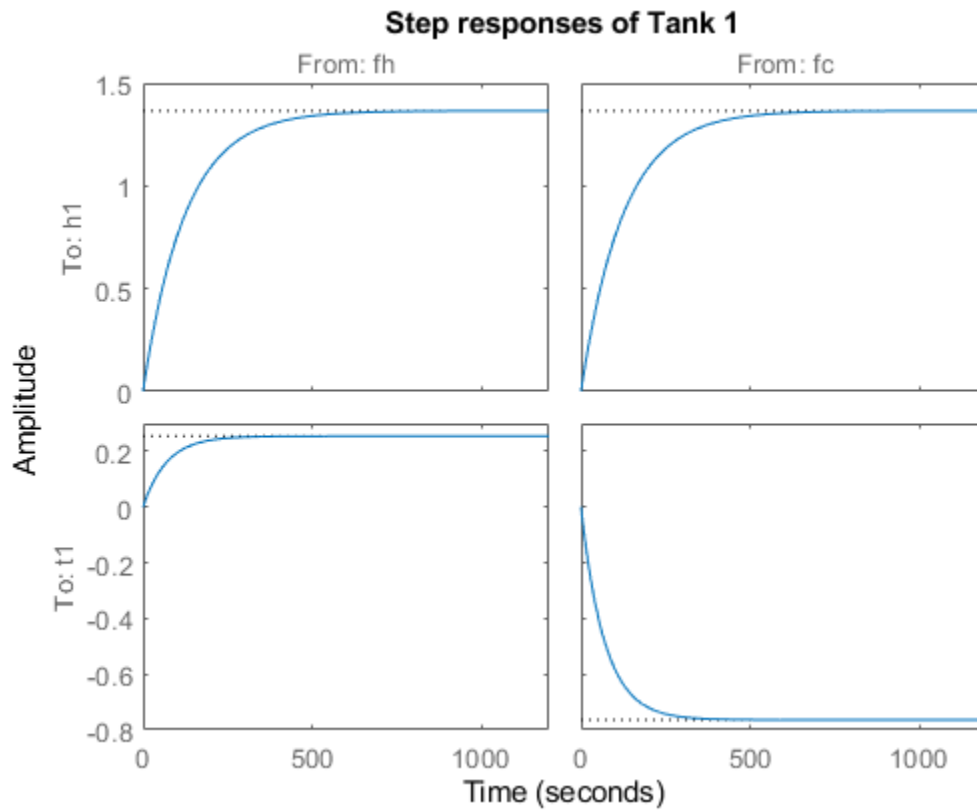 Step responses of Tank 1
From: fh
From: fc
Amplitude
To: h1
1.5
1
0.5
0
To: t1
0.2
0
-0.2
-0.4
-0.6
-0.8
0
500
1000
0
500
1000
Time (seconds)